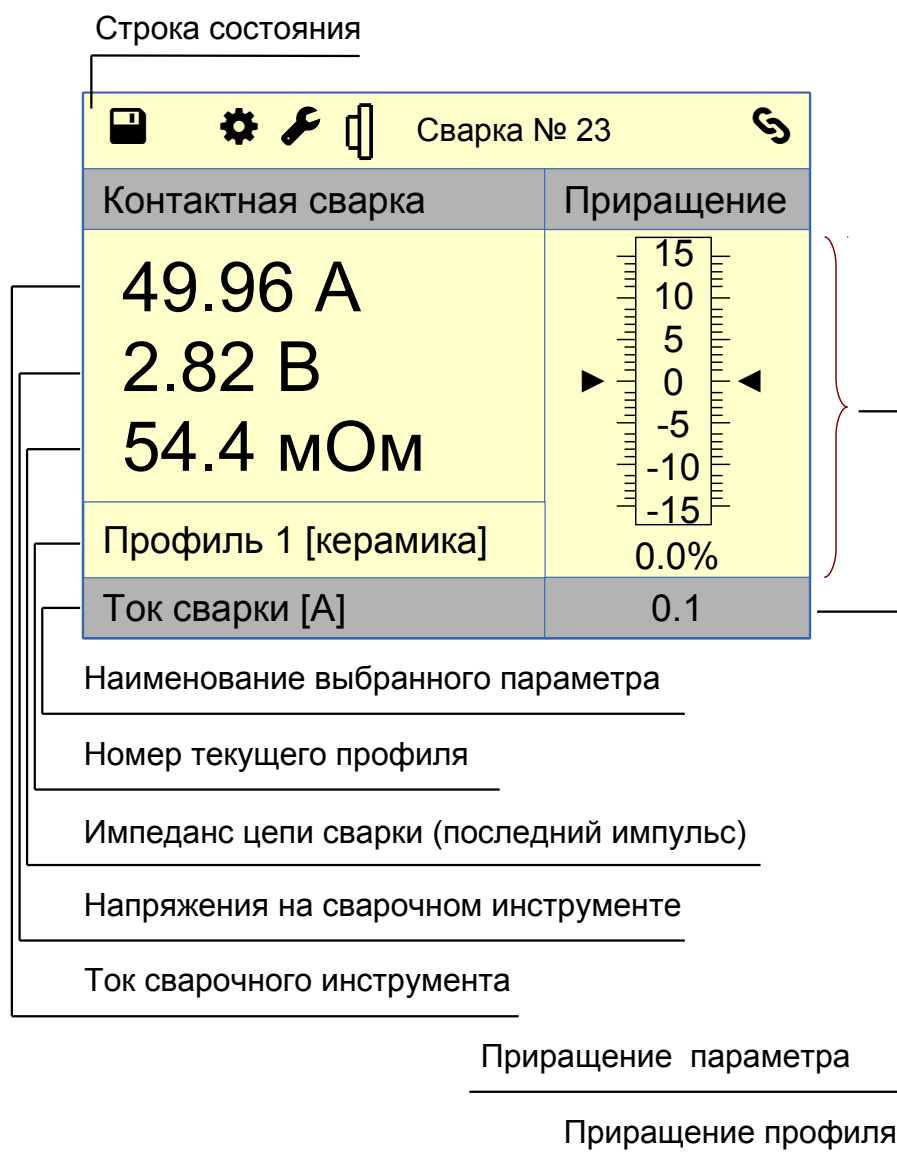 Строка состояния
Сварка № 23
Контактная сварка
Приращение
49.96 А
2.82 В
54.4 мОм
15
10
5
0
-5
-10
-15
0.0%
Профиль 1 [керамика]
Ток сварки [А]
0.1
Наименование выбранного параметра
Номер текущего профиля
Импеданс цепи сварки (последний импульс)
Напряжения на сварочном инструменте
Ток сварочного инструмента
Приращение параметра
Приращение профиля